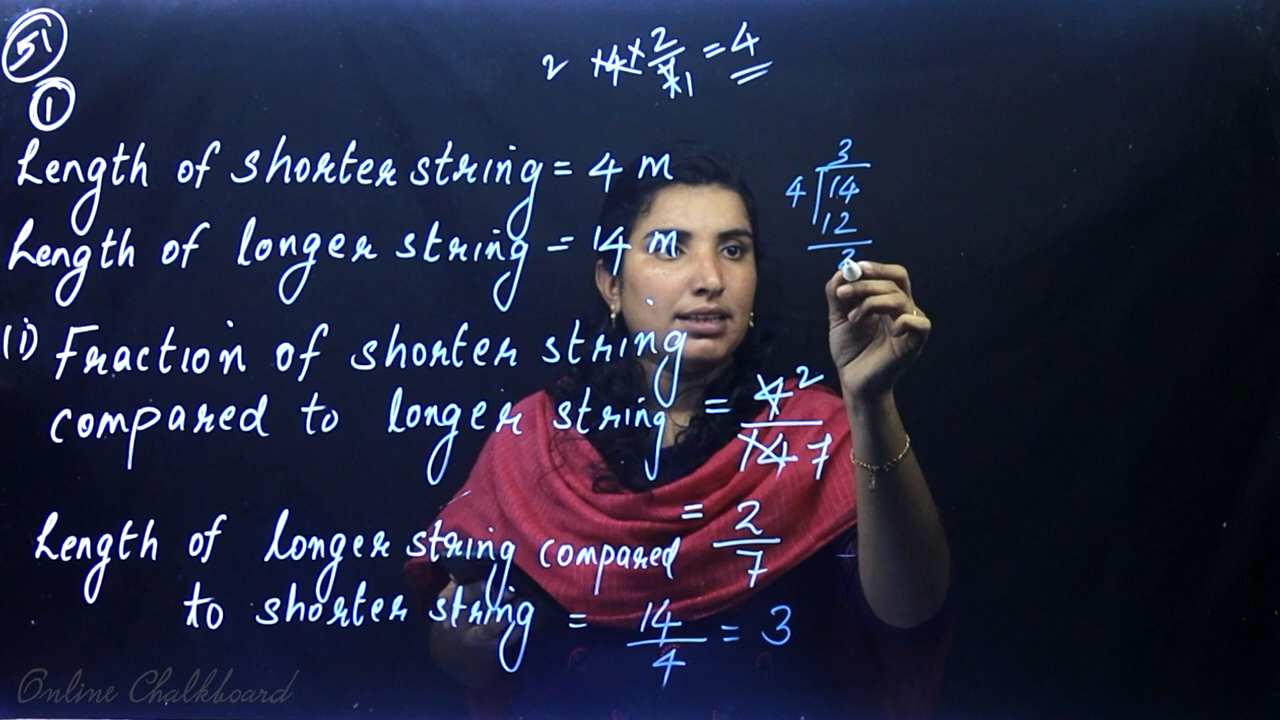 51
1
2 14 × 2/7 1 = 4
Length of shorter string = 4 m
Length of longer string = 14 m
(i) Fraction of shorter string
compared to longer string = 4 2 / 14 7
= 2/7
Length of longer string compared
to shorter string = 14/4 = 3
3
4 14
12
2
Online Chalkboard